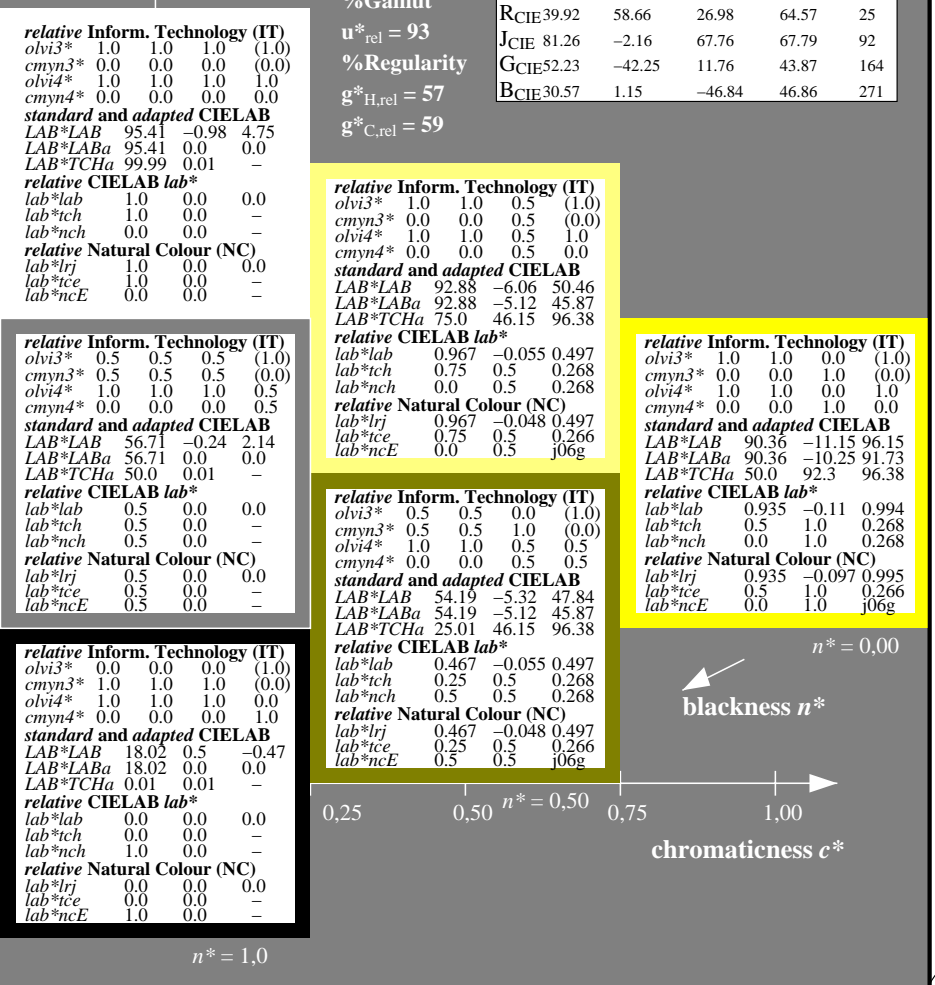 %Gamut
u*rel = 93
%Regularity
g*H,rel = 57
g*C,rel = 59
RCIE 39.92 58.66 26.98 64.57 25
JCIE 81.26 −2.16 67.76 67.79 92
GCIE 52.23 −42.25 11.76 43.87 164
BCIE 30.57 1.15 −46.84 46.86 271
relative Inform. Technology (IT)
olvi3* 1.0 1.0 1.0 (1.0)
cmyn3* 0.0 0.0 0.0 (0.0)
olvi4* 1.0 1.0 1.0 1.0
cmyn4* 0.0 0.0 0.0 0.0
standard and adapted CIELAB
LAB*LAB 95.41 −0.98 4.75
LAB*LABa 95.41 0.0 0.0
LAB*TCHa 99.99 0.01 –
relative CIELAB lab*
lab*lab 1.0 0.0 0.0
lab*tch 1.0 0.0 –
lab*nch 0.0 0.0 –
relative Natural Colour (NC)
lab*lrj 1.0 0.0 0.0
lab*tce 1.0 0.0 –
lab*ncE 0.0 0.0 –
relative Inform. Technology (IT)
olvi3* 1.0 1.0 0.5 (1.0)
cmyn3* 0.0 0.0 0.5 (0.0)
olvi4* 1.0 1.0 0.5 1.0
cmyn4* 0.0 0.0 0.5 0.0
standard and adapted CIELAB
LAB*LAB 92.88 −6.06 50.46
LAB*LABa 92.88 −5.12 45.87
LAB*TCHa 75.0 46.15 96.38
relative CIELAB lab*
lab*lab 0.967 −0.055 0.497
lab*tch 0.75 0.5 0.268
lab*nch 0.0 0.5 0.268
relative Natural Colour (NC)
lab*lrj 0.967 −0.048 0.497
lab*tce 0.75 0.5 0.266
lab*ncE 0.0 0.5 j06g
relative Inform. Technology (IT)
olvi3* 0.5 0.5 0.5 (1.0)
cmyn3* 0.5 0.5 0.5 (0.0)
olvi4* 1.0 1.0 1.0 0.5
cmyn4* 0.0 0.0 0.0 0.5
standard and adapted CIELAB
LAB*LAB 56.71 −0.24 2.14
LAB*LABa 56.71 0.0 0.0
LAB*TCHa 50.0 0.01 –
relative CIELAB lab*
lab*lab 0.5 0.0 0.0
lab*tch 0.5 0.0 –
lab*nch 0.5 0.0 –
relative Natural Colour (NC)
lab*lrj 0.5 0.0 0.0
lab*tce 0.5 0.0 –
lab*ncE 0.5 0.0 –
relative Inform. Technology (IT)
olvi3* 1.0 1.0 0.0 (1.0)
cmyn3* 0.0 0.0 1.0 (0.0)
olvi4* 1.0 1.0 0.0 1.0
cmyn4* 0.0 0.0 1.0 0.0
standard and adapted CIELAB
LAB*LAB 90.36 −11.15 96.15
LAB*LABa 90.36 −10.25 91.73
LAB*TCHa 50.0 92.3 96.38
relative CIELAB lab*
lab*lab 0.935 −0.11 0.994
lab*tch 0.5 1.0 0.268
lab*nch 0.0 1.0 0.268
relative Natural Colour (NC)
lab*lrj 0.935 −0.097 0.995
lab*tce 0.5 1.0 0.266
lab*ncE 0.0 1.0 j06g
relative Inform. Technology (IT)
olvi3* 0.5 0.5 0.0 (1.0)
cmyn3* 0.5 0.5 1.0 (0.0)
olvi4* 1.0 1.0 0.5 0.5
cmyn4* 0.0 0.0 0.5 0.5
standard and adapted CIELAB
LAB*LAB 54.19 −5.32 47.84
LAB*LABa 54.19 −5.12 45.87
LAB*TCHa 25.01 46.15 96.38
relative CIELAB lab*
lab*lab 0.467 −0.055 0.497
lab*tch 0.25 0.5 0.268
lab*nch 0.5 0.5 0.268
relative Natural Colour (NC)
lab*lrj 0.467 −0.048 0.497
lab*tce 0.25 0.5 0.266
lab*ncE 0.5 0.5 j06g
relative Inform. Technology (IT)
olvi3* 0.0 0.0 0.0 (1.0)
cmyn3* 1.0 1.0 1.0 (0.0)
olvi4* 1.0 1.0 1.0 0.0
cmyn4* 0.0 0.0 0.0 1.0
standard and adapted CIELAB
LAB*LAB 18.02 0.5 −0.47
LAB*LABa 18.02 0.0 0.0
LAB*TCHa 0.01 0.01 –
relative CIELAB lab*
lab*lab 0.0 0.0 0.0
lab*tch 0.0 0.0 –
lab*nch 1.0 0.0 –
relative Natural Colour (NC)
lab*lrj 0.0 0.0 0.0
lab*tce 0.0 0.0 –
lab*ncE 1.0 0.0 –
n* = 0,00
blackness n*
n* = 0,50
0,25 0,50 0,75 1,00
chromaticness c*
n* = 1,0